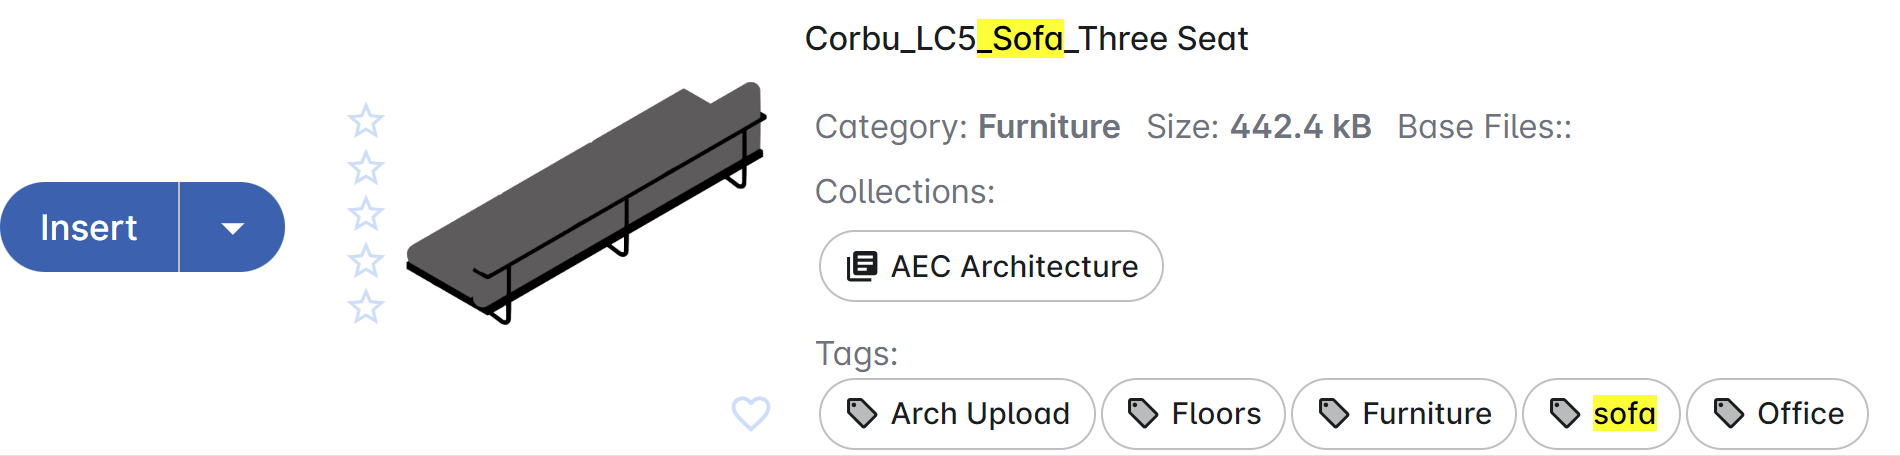 Corbu_LC5_Sofa_Three Seat
Category: Furniture Size: 442.4 kB Base Files::
Collections:
Insert
AEC Architecture
Tags:
Arch Upload Floors Furniture sofa Office